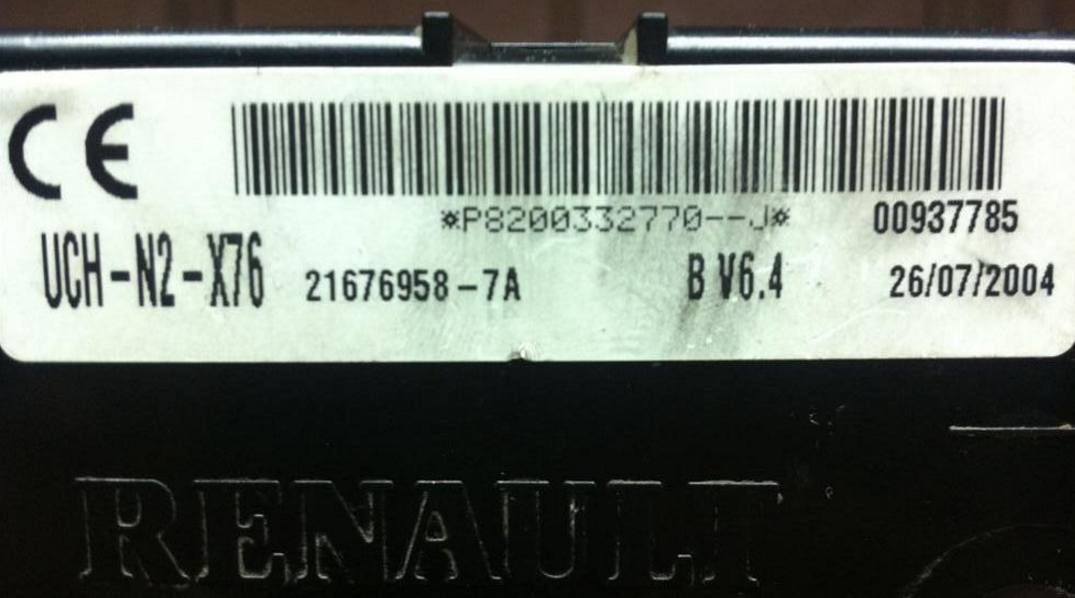 CE
*P8200332770--J* 00937785
UCH-N2-X76 21676958-7A B V6.4 26/07/2004
RENAULT